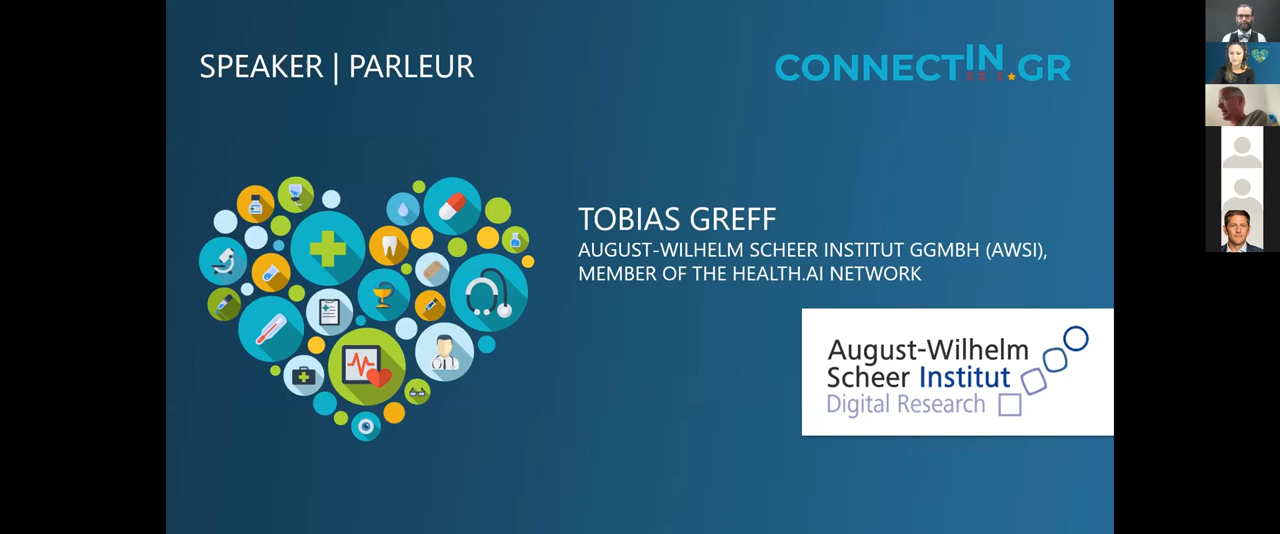 SPEAKER | PARLEUR
CONNECTIN.GR
TOBIAS GREFF
AUGUST-WILHELM SCHEER INSTITUT GGMBH (AWSI),
MEMBER OF THE HEALTH.AI NETWORK
August-Wilhelm
Scheer Institut
Digital Research